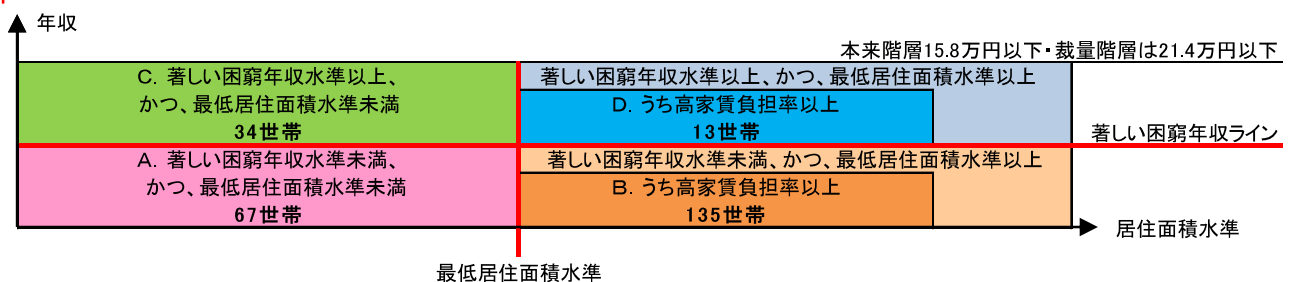 年収
本来階層15.8万円以下・裁量階層は21.4万円以下
C. 著しい困窮年収水準以上、
かつ、最低居住面積水準未満
34世帯
著しい困窮年収水準以上、かつ、最低居住面積水準以上
D. うち高家賃負担率以上
13世帯
著しい困窮年収ライン
A. 著しい困窮年収水準未満、
かつ、最低居住面積水準未満
67世帯
著しい困窮年収水準未満、かつ、最低居住面積水準以上
B. うち高家賃負担率以上
135世帯
居住面積水準
最低居住面積水準